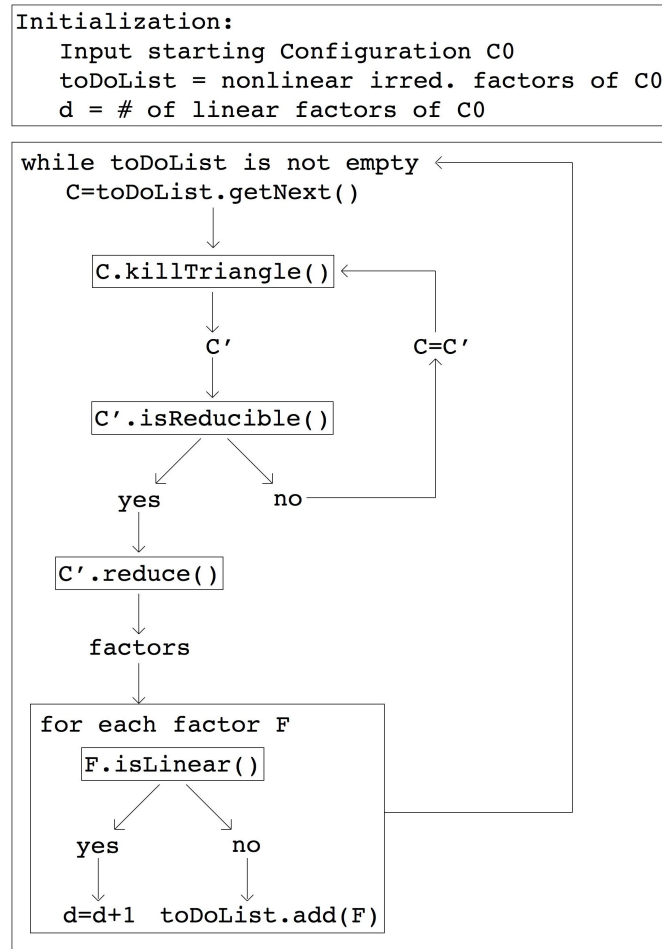 Initialization:
Input starting Configuration C0
toDoList = nonlinear irred. factors of C0
d = # of linear factors of C0
while toDoList is not empty
C=toDoList.getNext()
C.killTriangle()
C′
C=C′
C′.isReducible()
yes
no
C′.reduce()
factors
for each factor F
F.isLinear()
yes
no
d=d+1
toDoList.add(F)